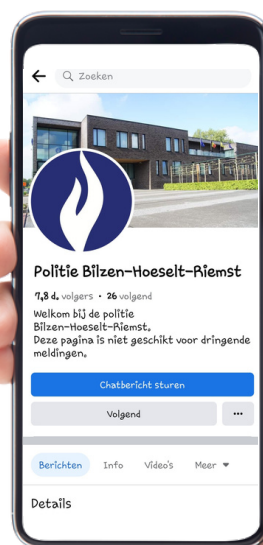 Zoeken
Politie Bilzen-Hoeselt-Riemst
7,8 d. volgers • 26 volgend
Welkom bij de politie
Bilzen-Hoeselt-Riemst.
Deze pagina is niet geschikt voor dringende
meldingen.
Chatbericht sturen
Volgend
Berichten Info Video's Meer
Details